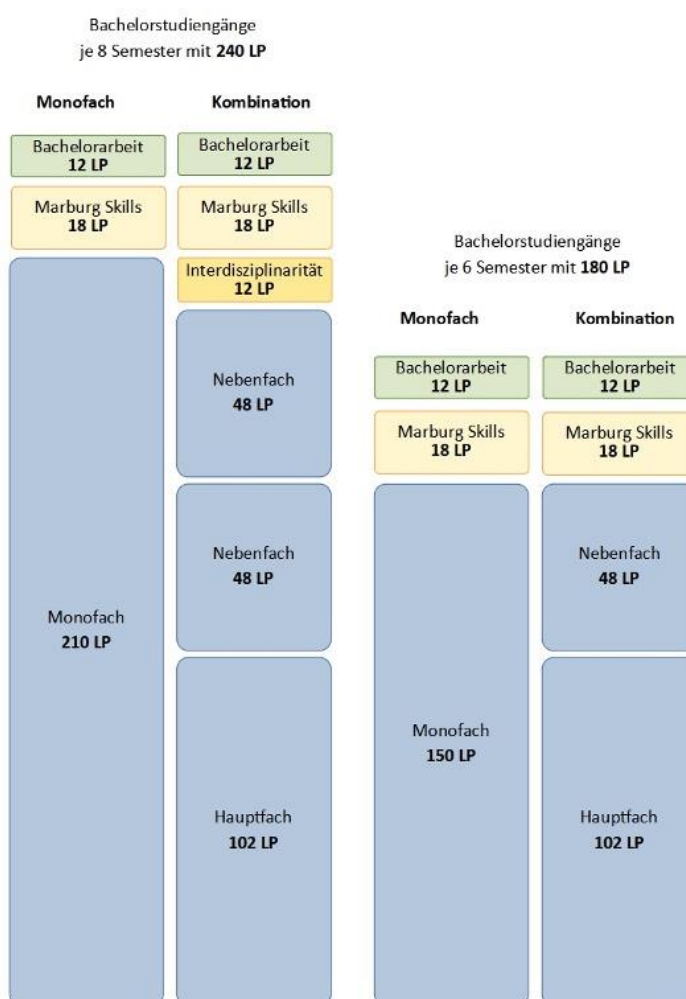 Bachelorstudiengänge
je 8 Semester mit 240 LP
Monofach
Kombination
Bachelorarbeit
12 LP
Bachelorarbeit
12 LP
Marburg Skills
18 LP
Marburg Skills
18 LP
Interdisziplinarität
12 LP
Nebenfach
48 LP
Nebenfach
48 LP
Monofach
210 LP
Hauptfach
102 LP
Bachelorstudiengänge
je 6 Semester mit 180 LP
Monofach
Kombination
Bachelorarbeit
12 LP
Bachelorarbeit
12 LP
Marburg Skills
18 LP
Marburg Skills
18 LP
Nebenfach
48 LP
Monofach
150 LP
Hauptfach
102 LP